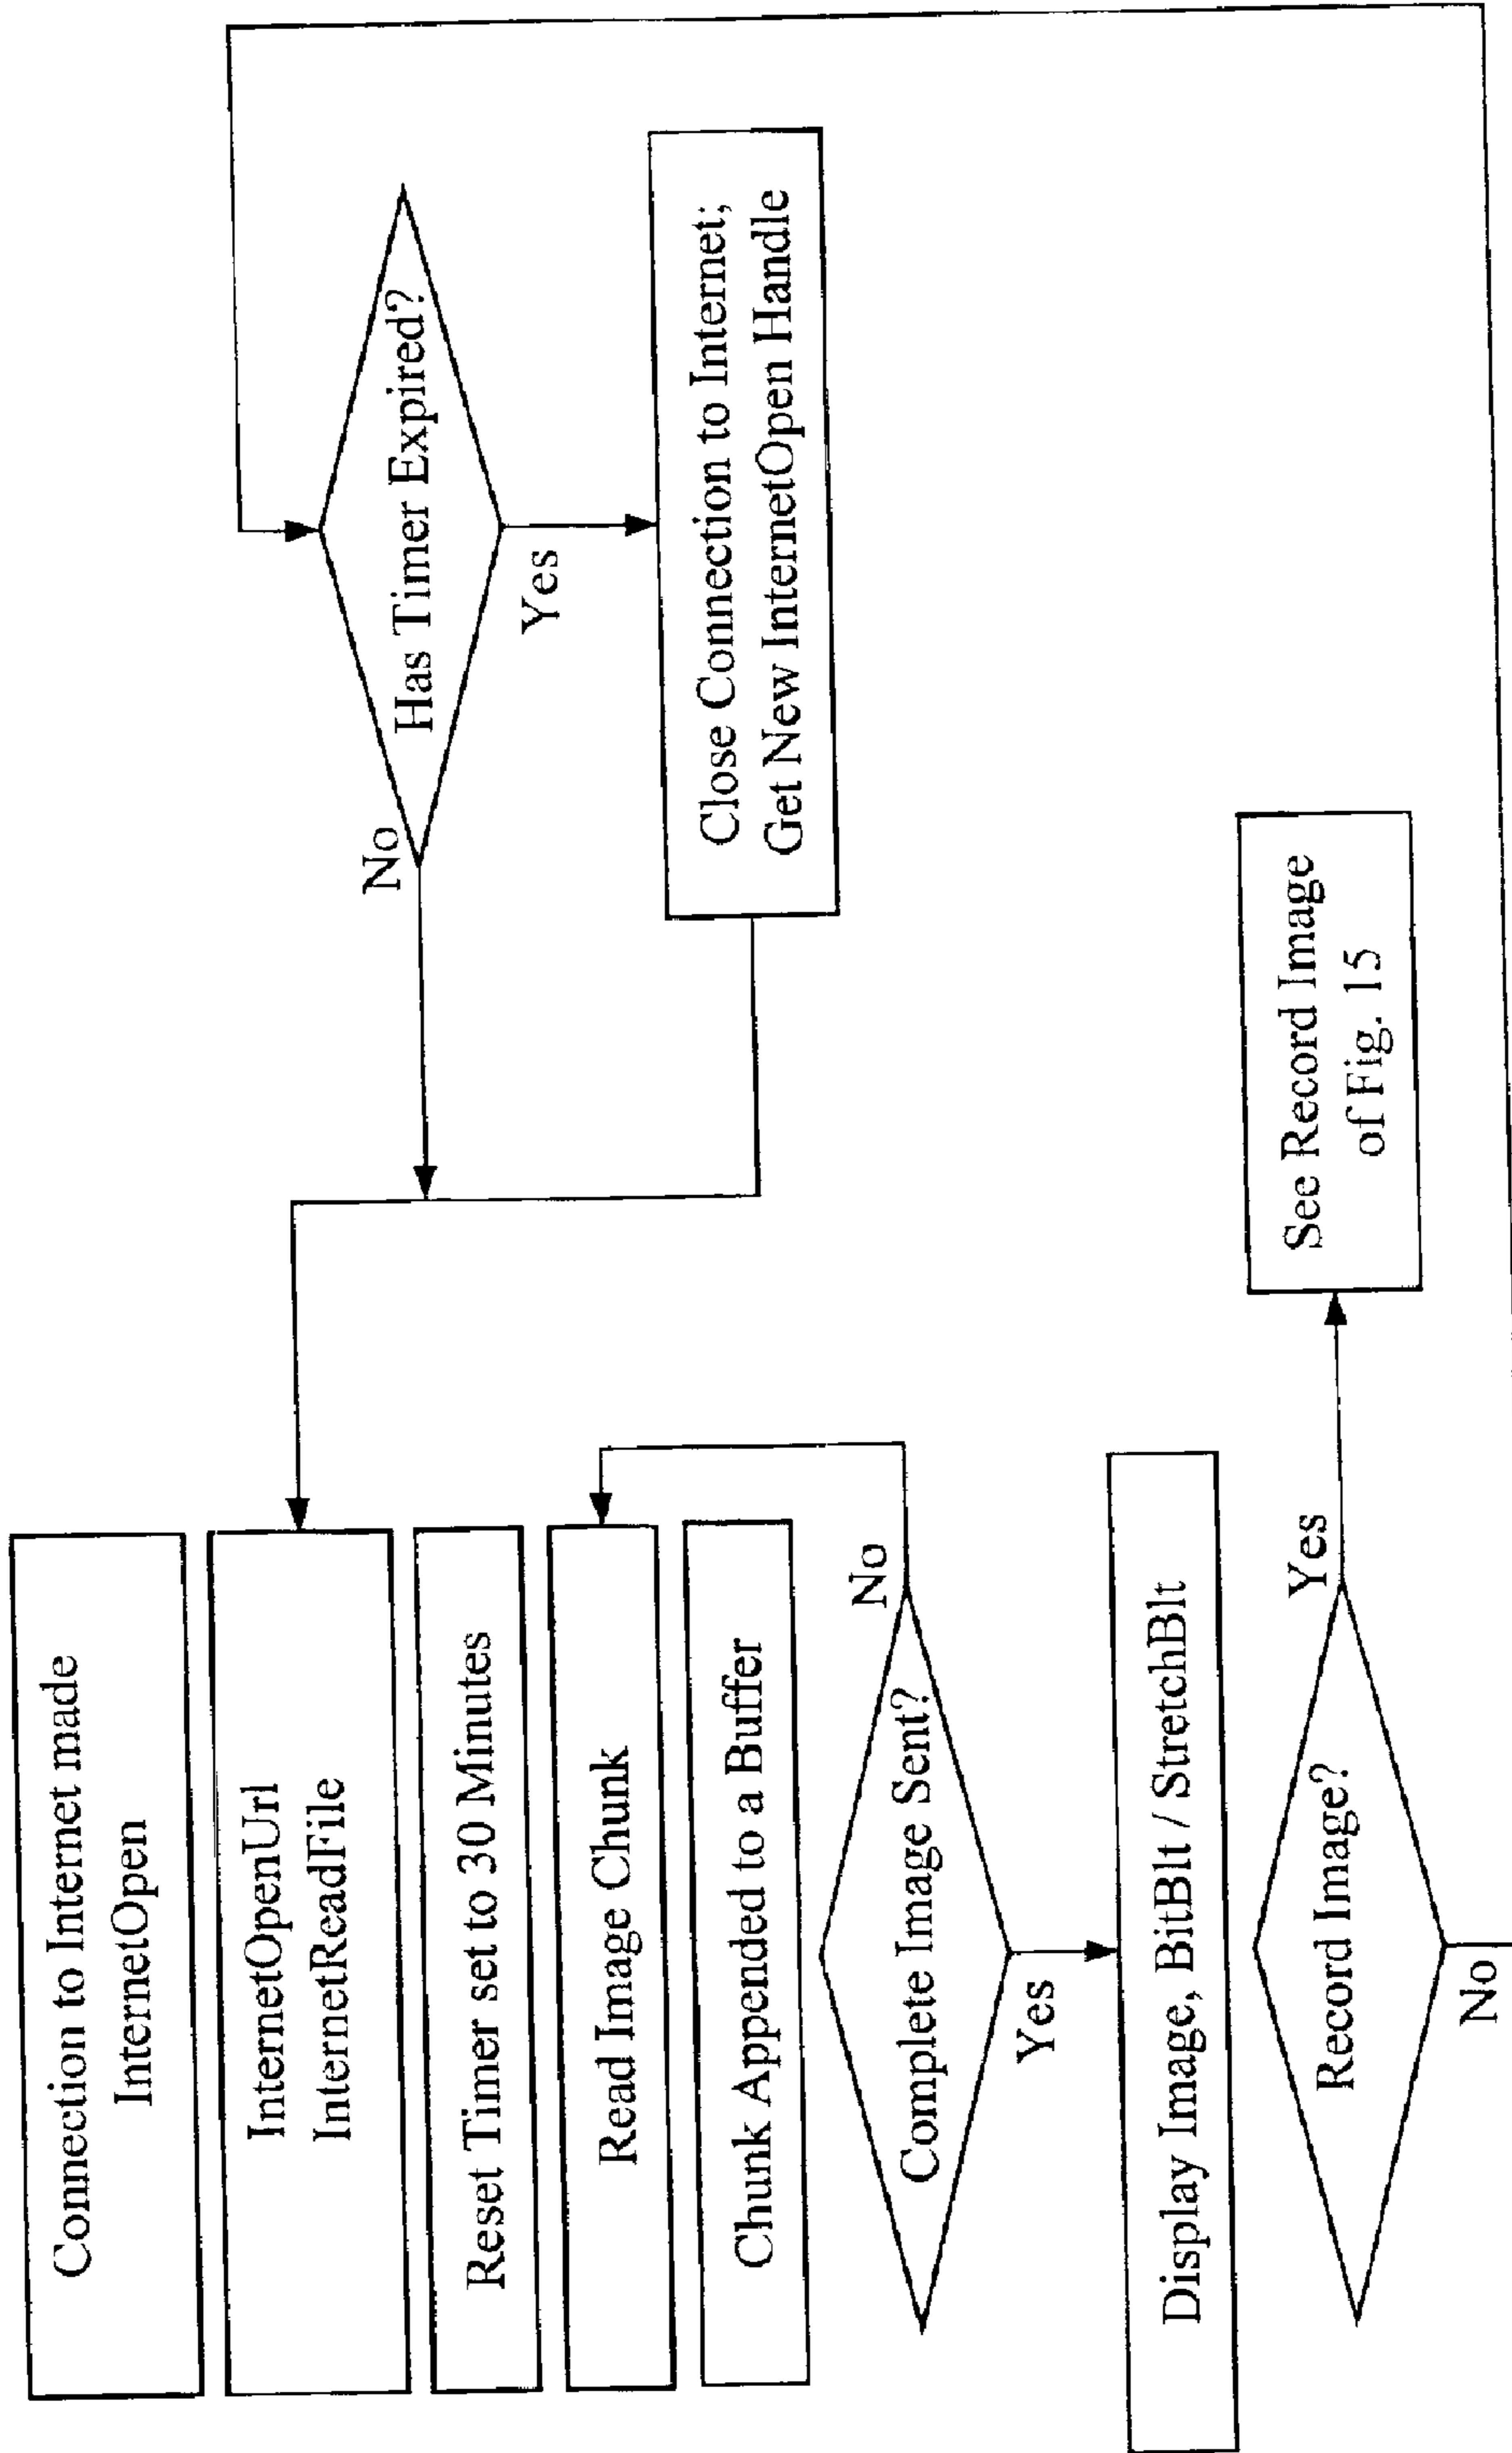 Connection to Internet made
InternetOpen
InternetOpenUrl
InternetReadFile
Reset Timer set to 30 Minutes
Read Image Chunk
Chunk Appended to a Buffer
Complete Image Sent?
No
Yes
Display Image, BitBlt / StretchBlt
Record Image?
Yes
No
See Record Image
of Fig. 15
Has Timer Expired?
No
Yes
Close Connection to Internet;
Get New InternetOpen Handle